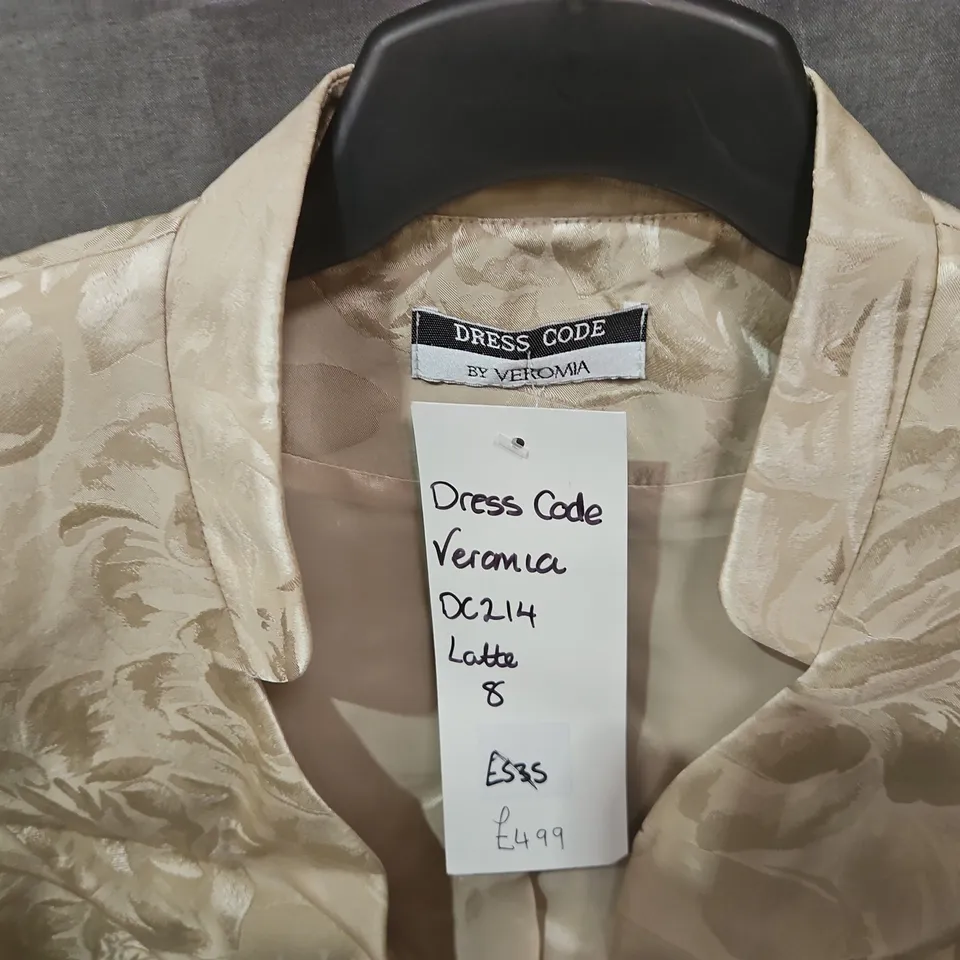 DRESS CODE
BY VEROMIA
Dress Code
Veromia
DC214
Latte
8
£535
£499